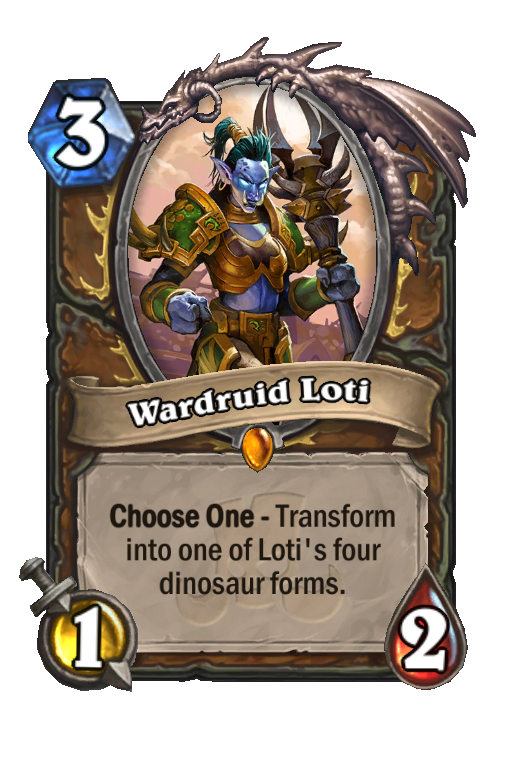 3
Wardruid Loti
Choose One - Transform
into one of Loti's four
dinosaur forms.
1
2